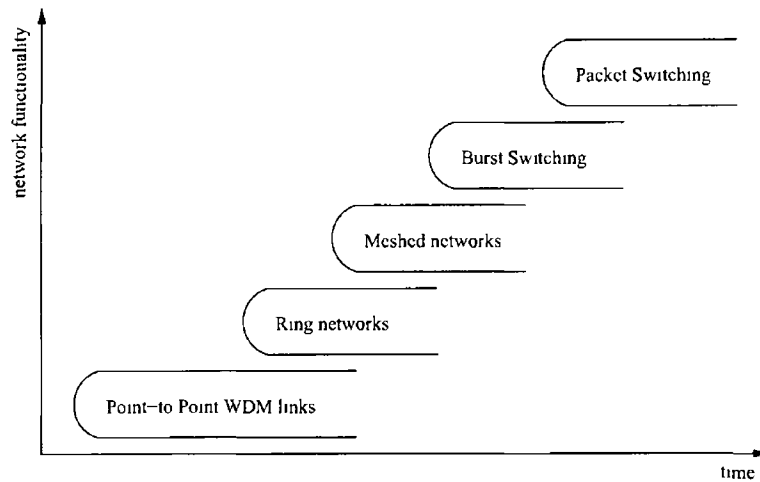 network functionality
Packet Switching
Burst Switching
Meshed networks
Ring networks
Point-to Point WDM links
time